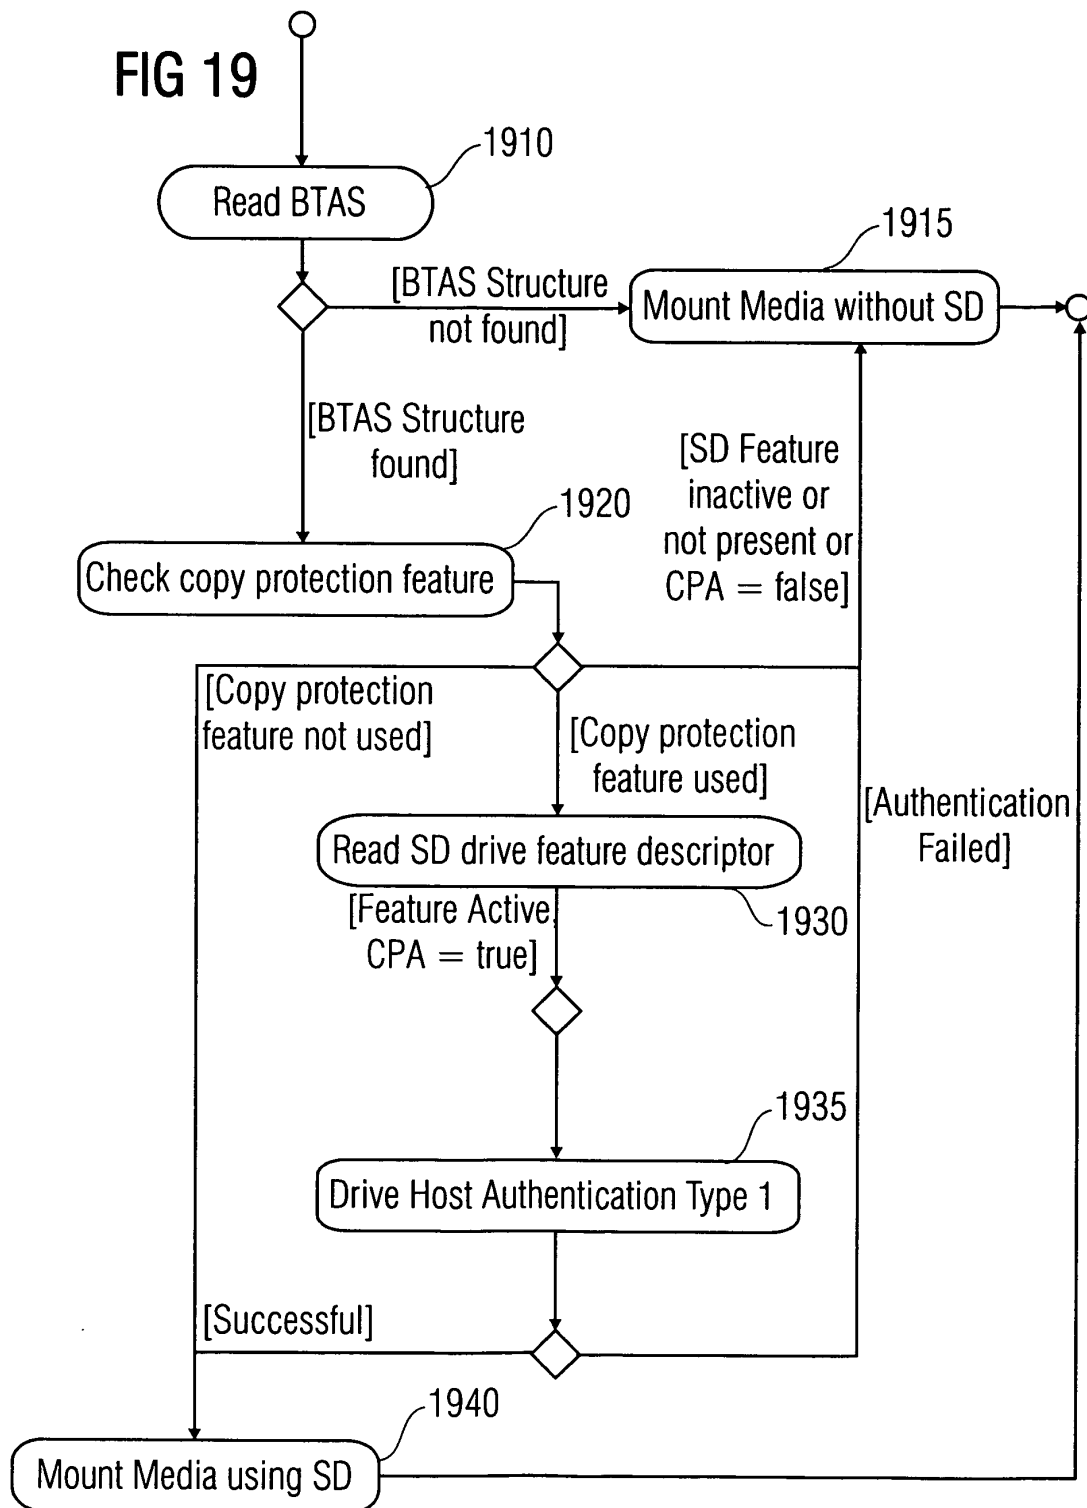 FIG 19
1910
Read BTAS
1915
[BTAS Structure
not found]
Mount Media without SD
[BTAS Structure
found]
[SD Feature
inactive or
not present or
CPA = false]
1920
Check copy protection feature
[Copy protection
feature not used]
[Copy protection
feature used]
[Authentication
Failed]
Read SD drive feature descriptor
1930
[Feature Active,
CPA = true]
1935
Drive Host Authentication Type 1
[Successful]
1940
Mount Media using SD